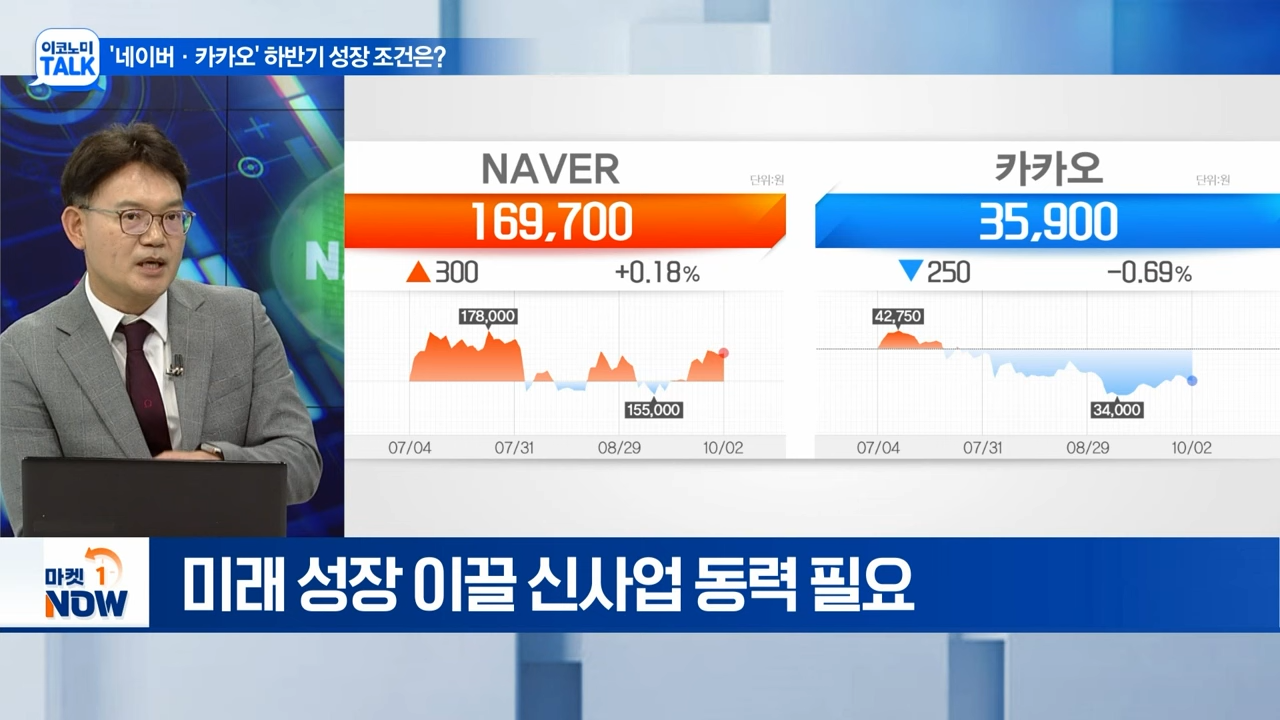 이코노미
TALK
'네이버 · 카카오' 하반기 성장 조건은?
NAVER
단위:원
169,700
▲300 +0.18%
178,000
155,000
07/04 07/31 08/29 10/02
카카오
단위:원
35,900
▼250 -0.69%
42,750
34,000
07/04 07/31 08/29 10/02
마켓 1
NOW
미래 성장 이끌 신사업 동력 필요